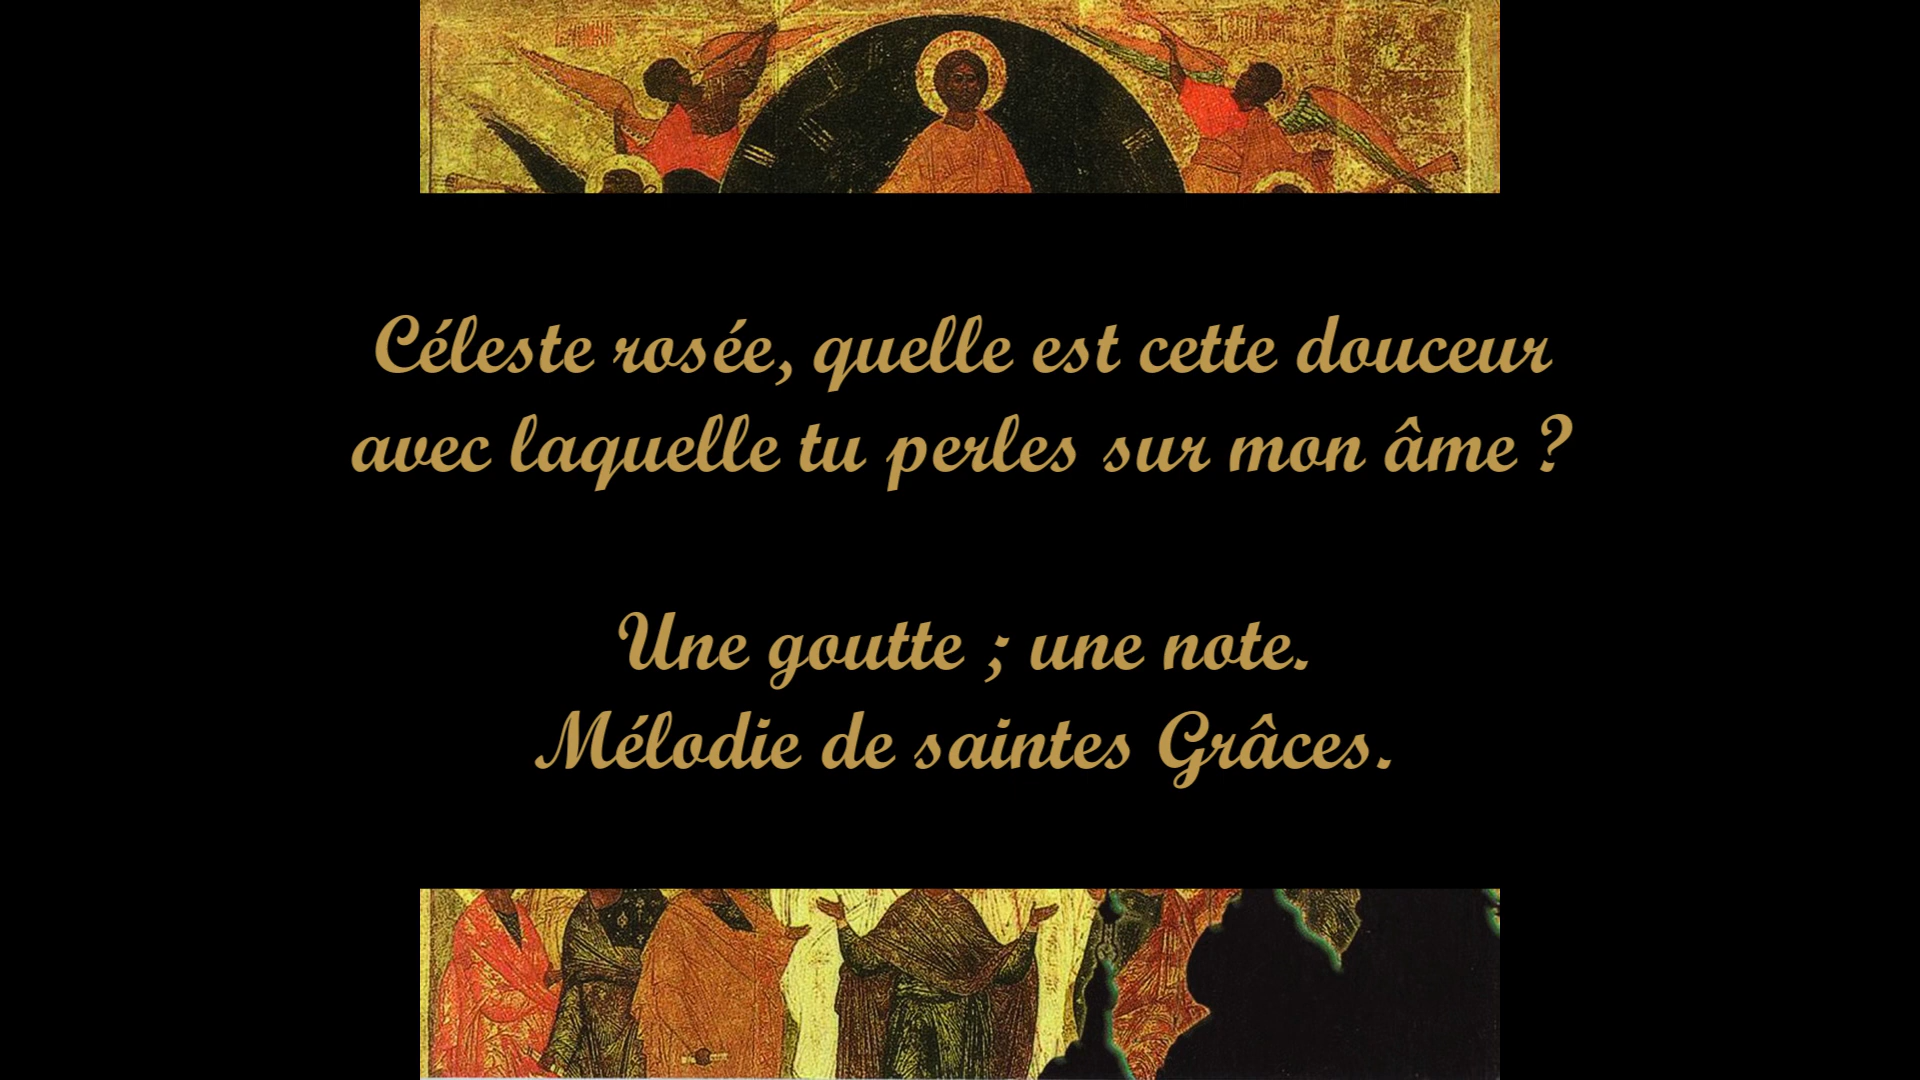 Céleste rosée, quelle est cette douceur
avec laquelle tu perles sur mon âme ?
Une goutte ; une note.
Mélodie de saintes Grâces.